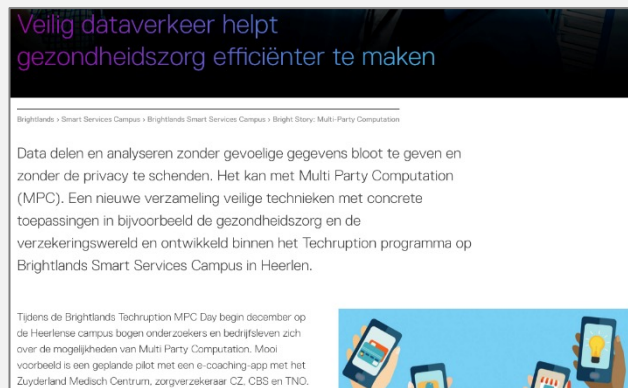 Veilig dataverkeer helpt
gezondheidszorg efficiënter te maken
Brightlands > Smart Services Campus > Brightlands Smart Services Campus > Bright Story: Multi-Party Computation
Data delen en analyseren zonder gevoelige gegevens bloot te geven en
zonder de privacy te schenden. Het kan met Multi Party Computation
(MPC). Een nieuwe verzameling veilige technieken met concrete
toepassingen in bijvoorbeeld de gezondheidszorg en de
verzekeringswereld en ontwikkeld binnen het Techruption programma op
Brightlands Smart Services Campus in Heerlen.
Tijdens de Brightlands Techruption MPC Day begin december op
de Heerlense campus bogen onderzoekers en bedrijfsleven zich
over de mogelijkheden van Multi Party Computation. Mooi
voorbeeld is een geplande pilot met een e-coaching-app met het
Zuyderland Medisch Centrum, zorgverzekeraar CZ, CBS en TNO.